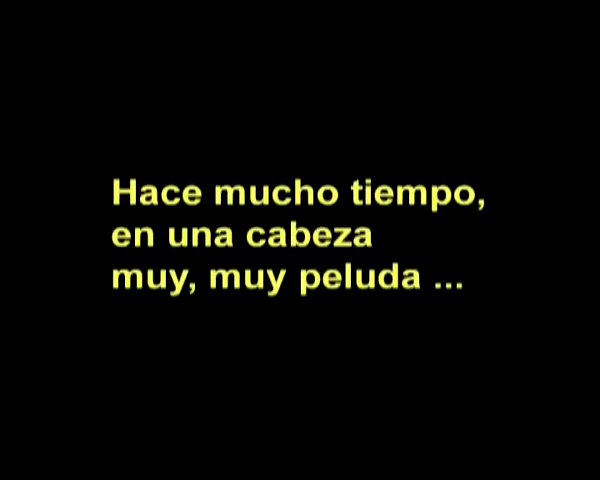 Hace mucho tiempo,
en una cabeza
muy, muy peluda ...